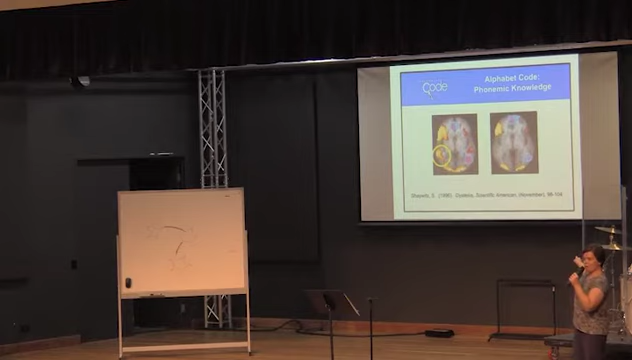 Code
Alphabet Code:
Phonemic Knowledge
Shaywitz, S. (1996). Dyslexia, Scientific American, (November), 98-104